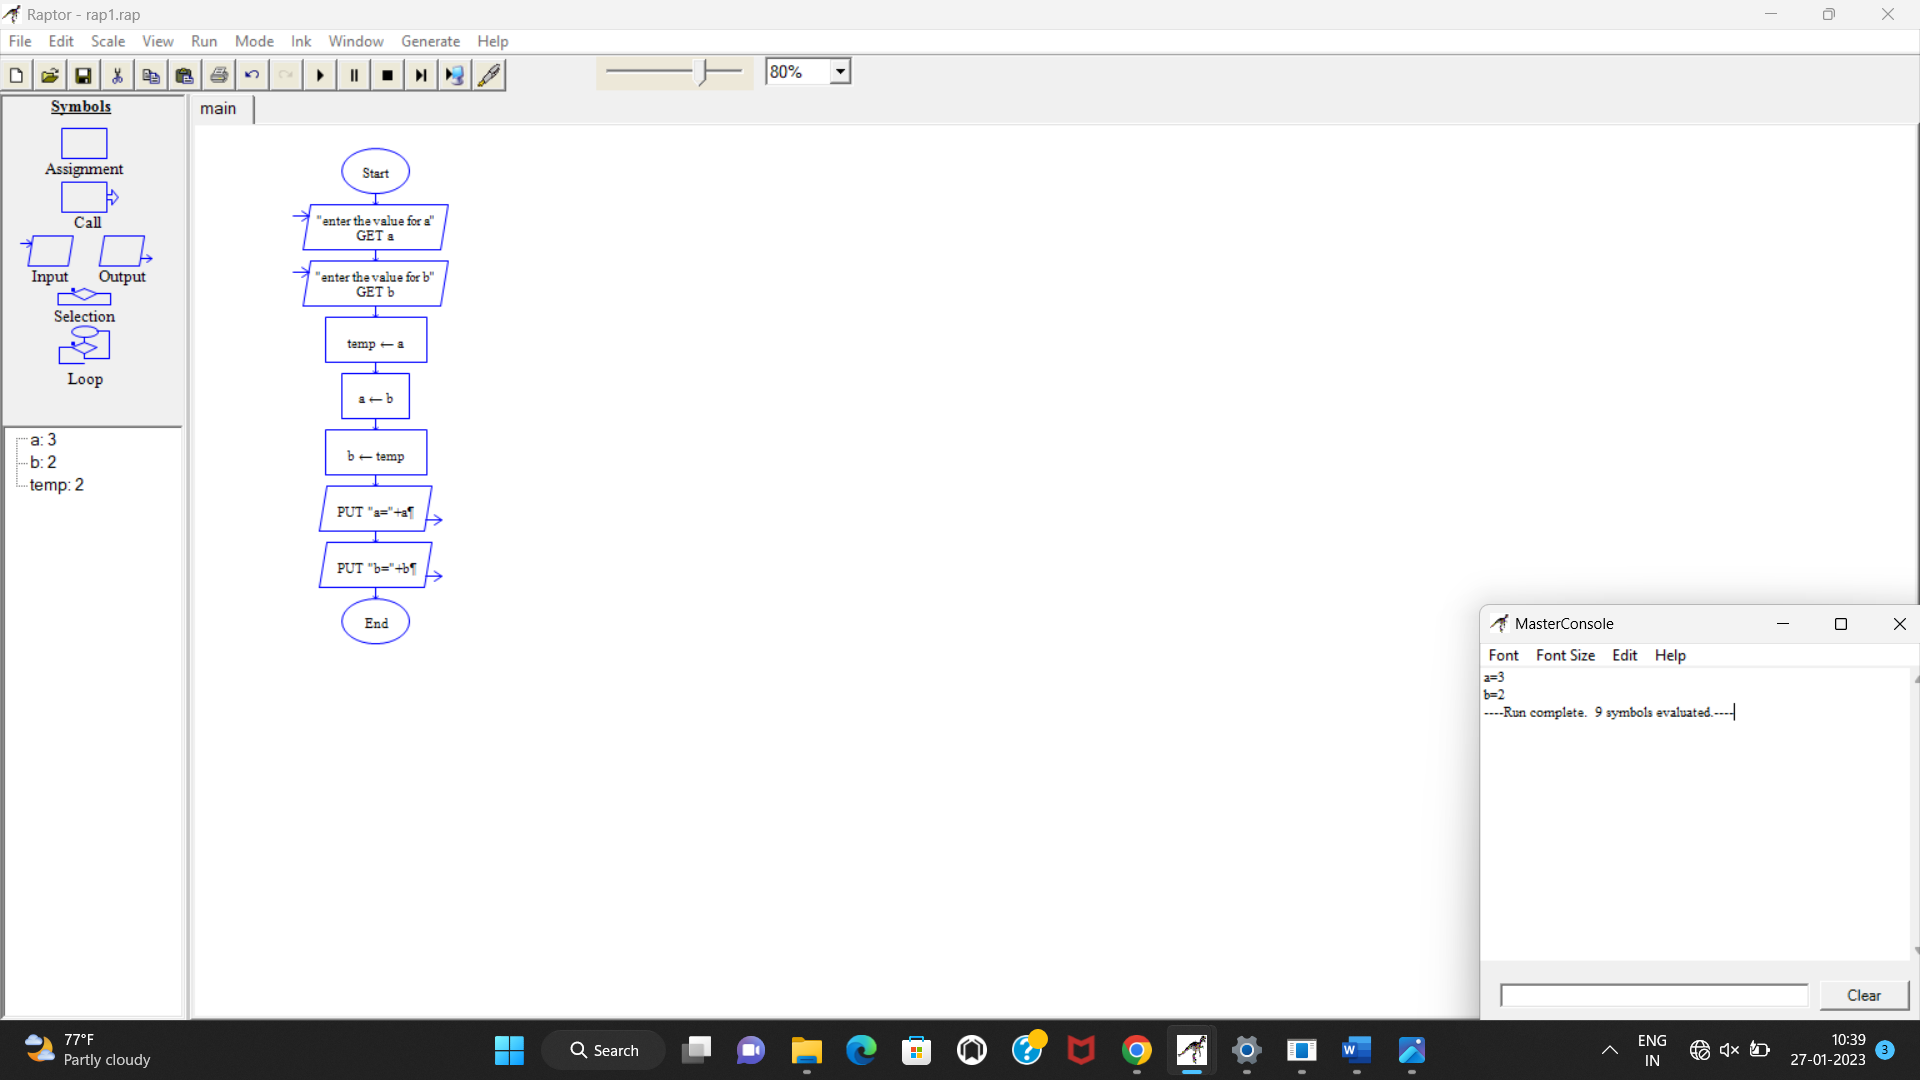 Raptor - rap1.rap
File Edit Scale View Run Mode Ink Window Generate Help
80%
Symbols
Assignment
Call
Input Output
Selection
Loop
a: 3
b: 2
temp: 2
main
Start
"enter the value for a"
GET a
"enter the value for b"
GET b
temp ← a
a ← b
b ← temp
PUT "a="+a¶
PUT "b="+b¶
End
MasterConsole
Font Font Size Edit Help
a=3
b=2
----Run complete.  9 symbols evaluated.----
Clear
77°F
Partly cloudy
Search
ENG
IN
10:39
27-01-2023
3